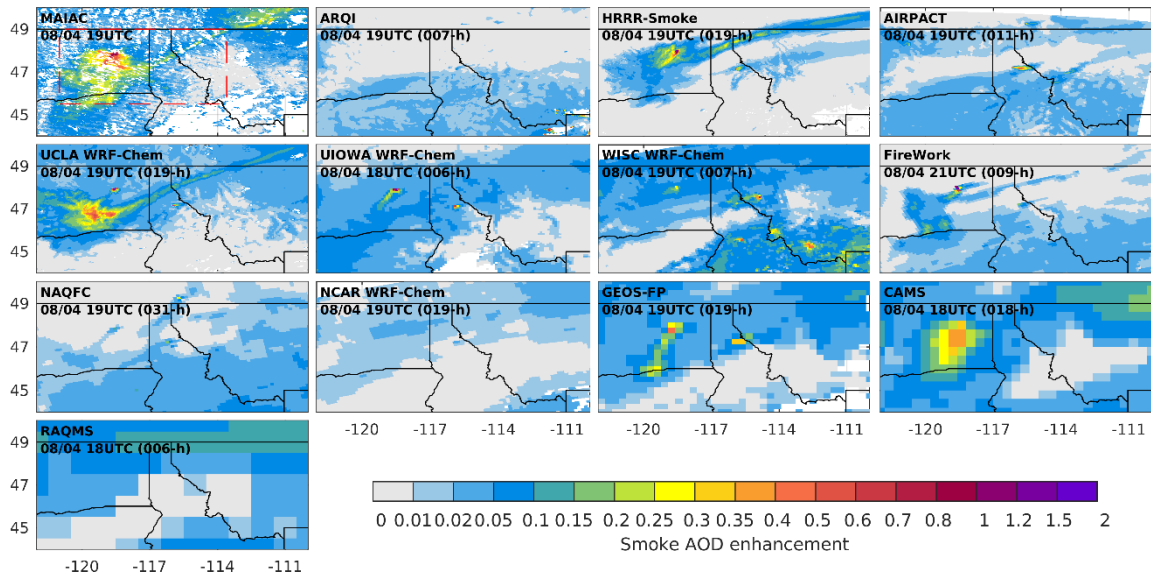 MAIAC
08/04 19UTC
ARQI
08/04 19UTC (007-h)
HRRR-Smoke
08/04 19UTC (019-h)
AIRPACT
08/04 19UTC (011-h)
49
47
45
UCLA WRF-Chem
08/04 19UTC (019-h)
UIOWA WRF-Chem
08/04 18UTC (006-h)
WISC WRF-Chem
08/04 19UTC (007-h)
FireWork
08/04 21UTC (009-h)
49
47
45
NAQFC
08/04 19UTC (031-h)
NCAR WRF-Chem
08/04 19UTC (019-h)
GEOS-FP
08/04 19UTC (019-h)
CAMS
08/04 18UTC (018-h)
49
47
45
-120 -117 -114 -111
-120 -117 -114 -111
-120 -117 -114 -111
RAQMS
08/04 18UTC (006-h)
49
47
45
-120 -117 -114 -111
0 0.01 0.02 0.05 0.1 0.15 0.2 0.25 0.3 0.35 0.4 0.5 0.6 0.7 0.8 1 1.2 1.5 2
Smoke AOD enhancement